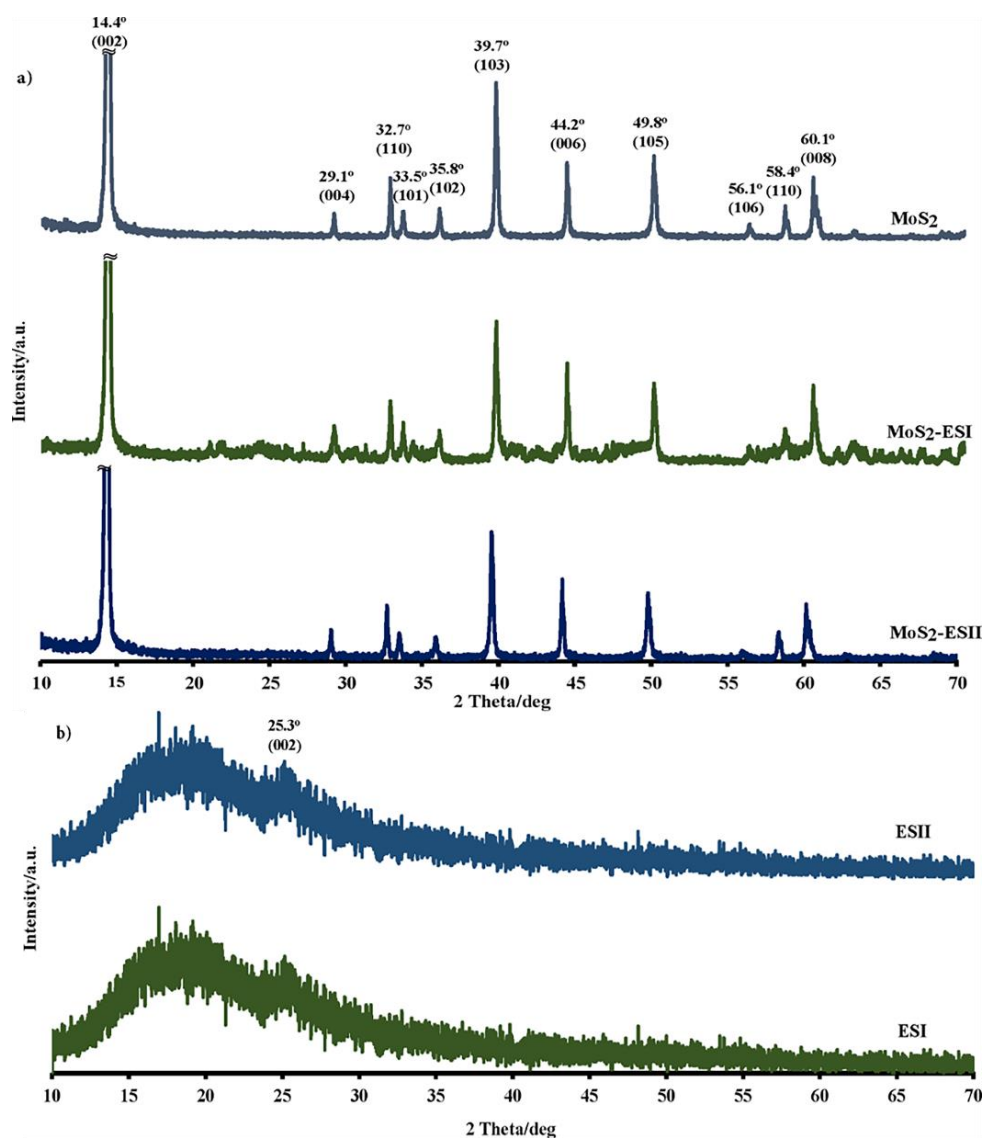 a)
14.4°
(002)
29.1°
(004)
32.7°
(110)
33.5°
(101)
35.8°
(102)
39.7°
(103)
44.2°
(006)
49.8°
(105)
56.1°
(106)
58.4°
(110)
60.1°
(008)
MoS2
MoS2-ESI
MoS2-ESII
Intensity/a.u.
10 15 20 25 30 35 40 45 50 55 60 65 70
2 Theta/deg
b)
25.3°
(002)
ESII
ESI
Intensity/a.u.
10 15 20 25 30 35 40 45 50 55 60 65 70
2 Theta/deg